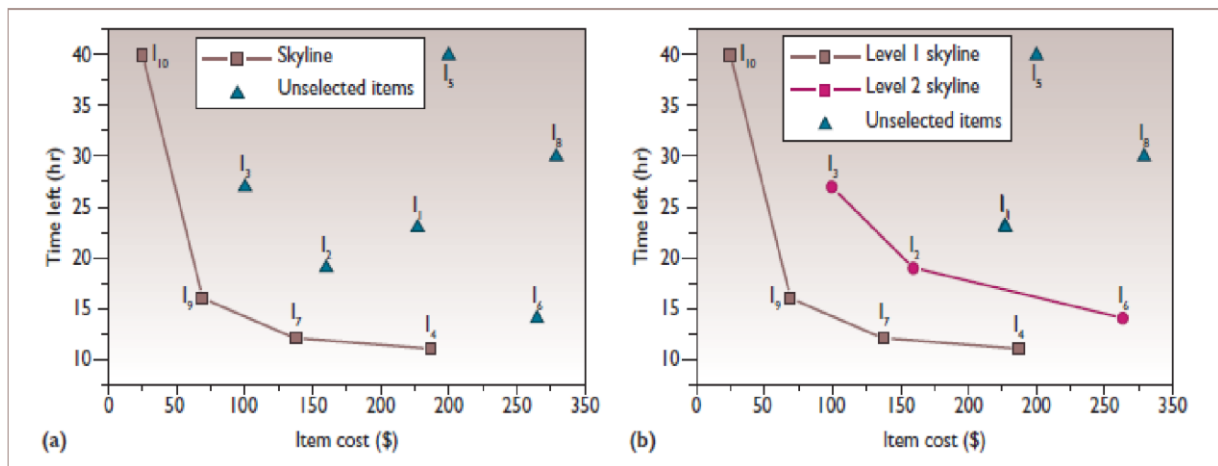 40
35
30
25
20
15
10
Time left (hr)
Skyline
Unselected items
I10
I5
I8
I3
I1
I2
I9
I7
I4
I6
0
50
100
150
200
200
250
350
(a)
Item cost ($)
40
35
30
25
20
15
10
Time left (hr)
Level 1 skyline
Level 2 skyline
Unselected items
I10
I5
I8
I3
I1
I2
I9
I7
I4
I6
0
50
100
150
200
200
250
350
(b)
Item cost ($)